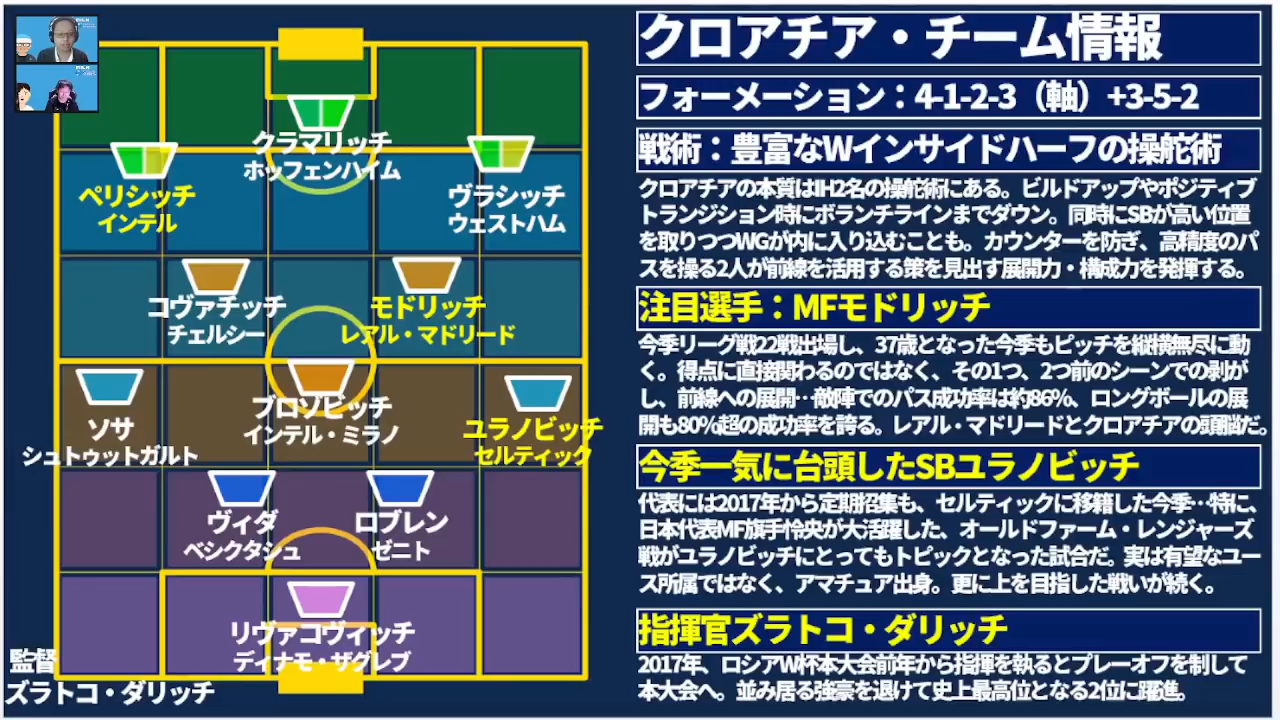 クラマリッチ
ホッフェンハイム
ペリシッチ
インテル
ヴラシッチ
ウェストハム
コヴァチッチ
チェルシー
モドリッチ
レアル・マドリード
ソサ
シュトゥットガルト
ブロゾビッチ
インテル・ミラノ
ユラノビッチ
セルティック
ヴィダ
ベシクタシュ
ロブレン
ゼニト
リヴァコヴィッチ
ディナモ・ザグレブ
監督
ズラトコ・ダリッチ
クロアチア・チーム情報
フォーメーション：4-1-2-3（軸）+3-5-2
戦術：豊富なWインサイドハーフの操舵術
クロアチアの本質はIH2名の操舵術にある。ビルドアップやポジティブ
トランジション時にボランチラインまでダウン。同時にSBが高い位置
を取りつつWGが内に入り込むことも。カウンターを防ぎ、高精度のパ
スを操る2人が前線を活用する策を見出す展開力・構成力を発揮する。
注目選手：MFモドリッチ
今季リーグ戦22戦出場し、37歳となった今季もピッチを縦横無尽に動
く。得点に直接関わるのではなく、その1つ、2つ前のシーンでの剥が
し、前線への展開…敵陣でのパス成功率は約86%、ロングボールの展
開も80%超の成功率を誇る。レアル・マドリードとクロアチアの頭脳だ。
今季一気に台頭したSBユラノビッチ
代表には2017年から定期招集も、セルティックに移籍した今季…特に、
日本代表MF旗手怜央が大活躍した、オールドファーム・レンジャーズ
戦がユラノビッチにとってもトピックとなった試合だ。実は有望なユー
ス所属ではなく、アマチュア出身。更に上を目指した戦いが続く。
指揮官ズラトコ・ダリッチ
2017年、ロシアW杯本大会前年から指揮を執るとプレーオフを制して
本大会へ。並み居る強豪を退けて史上最高位となる2位に躍進。